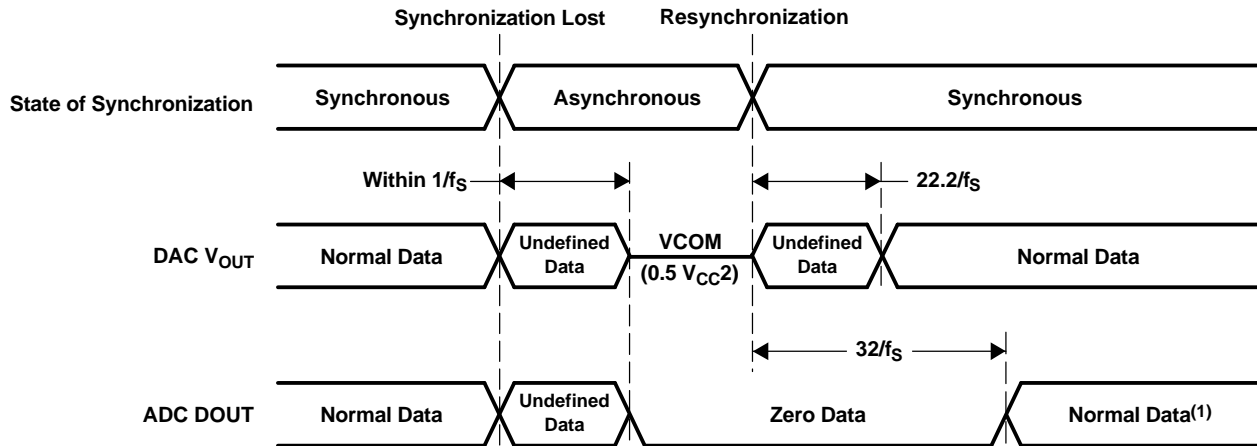 Synchronization Lost Resynchronization
State of Synchronization Synchronous Asynchronous Synchronous
Within 1/fS 22.2/fS
DAC VOUT Normal Data Undefined Data VCOM (0.5 VCC2) Undefined Data Normal Data
32/fS
ADC DOUT Normal Data Undefined Data Zero Data Normal Data(1)